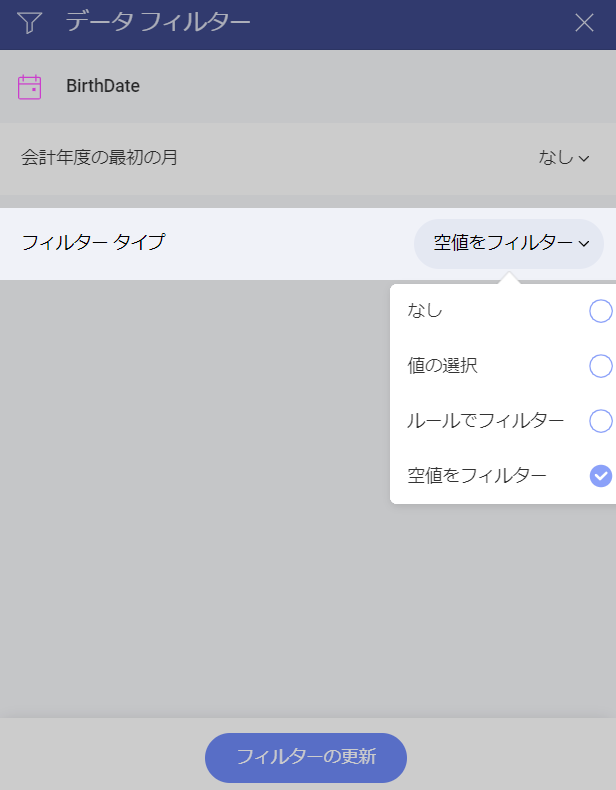 データ フィルター
BirthDate
会計年度の最初の月 なし
フィルター タイプ 空値をフィルター
なし
値の選択
ルールでフィルター
空値をフィルター
フィルターの更新